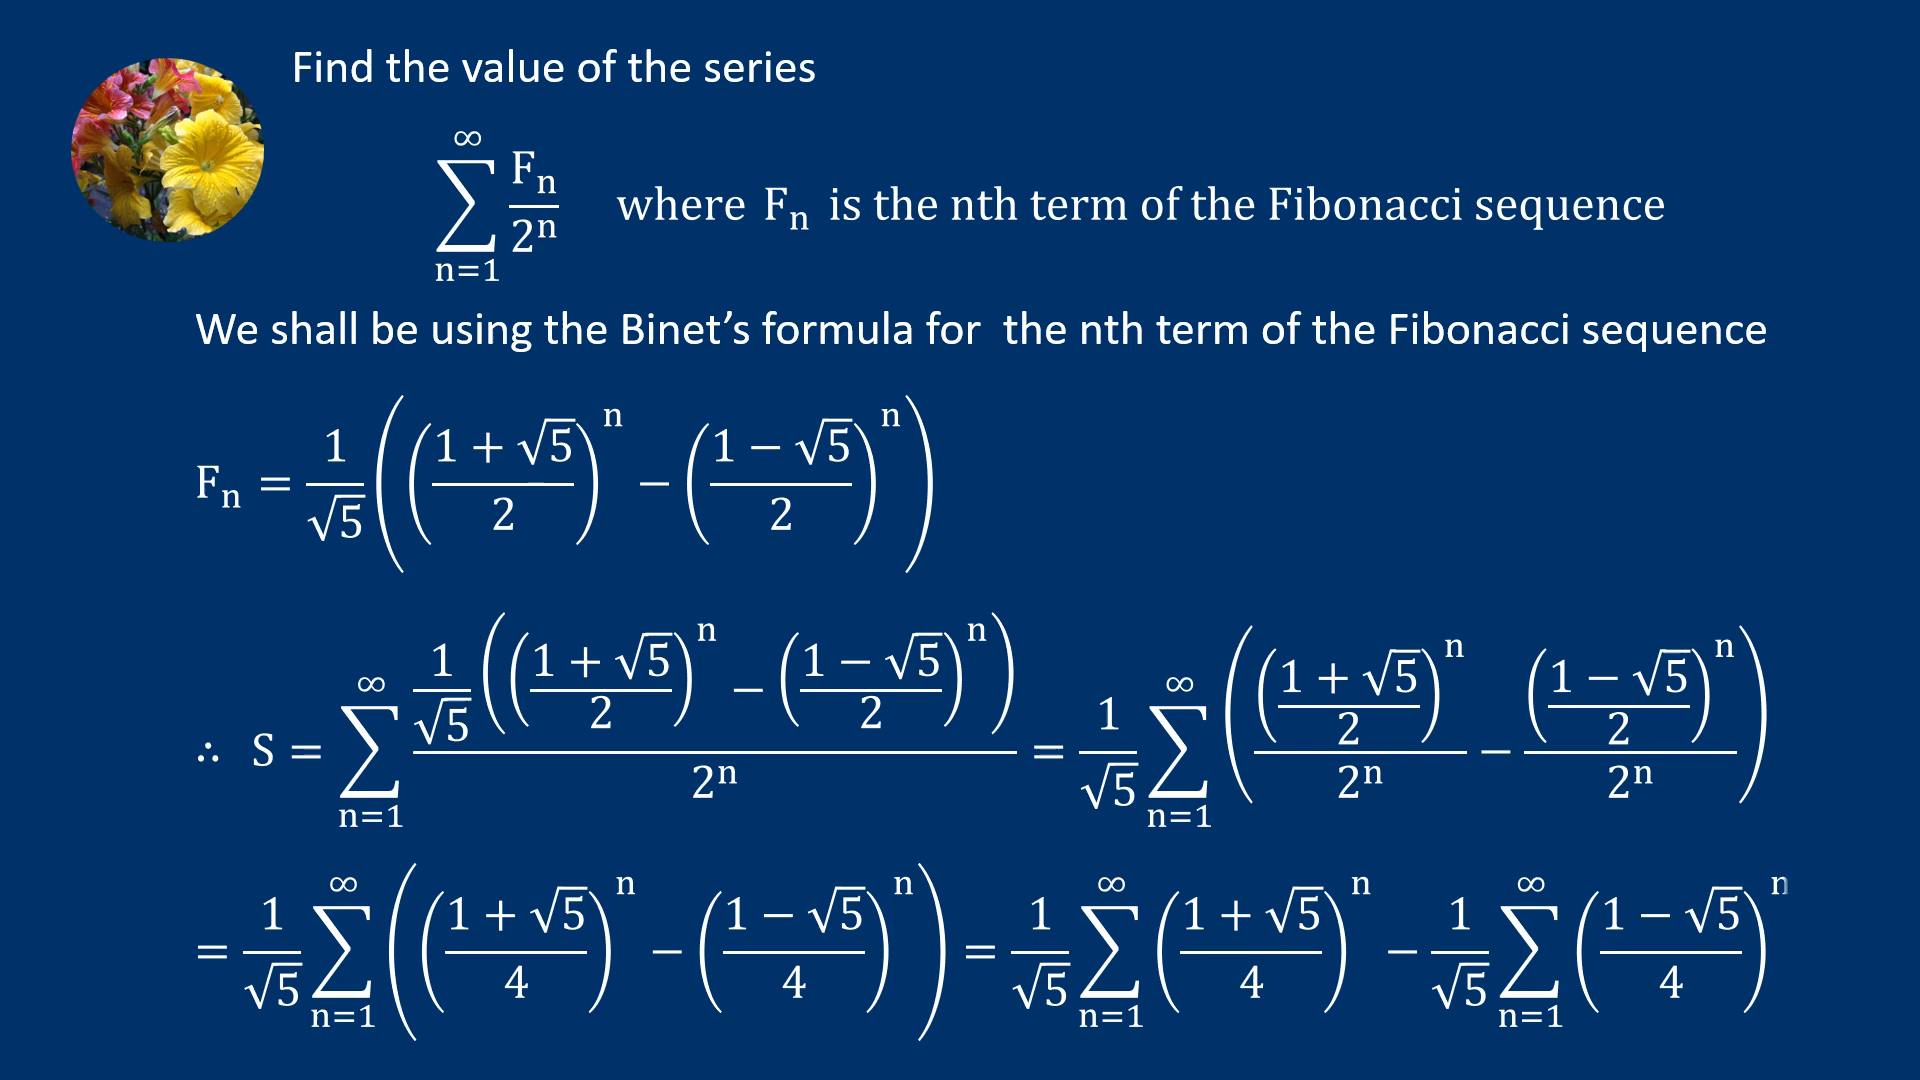 Find the value of the series
∑_{n=1}^{∞} F_n/2^n where F_n is the nth term of the Fibonacci sequence
We shall be using the Binet’s formula for the nth term of the Fibonacci sequence
F_n = 1/√5 (((1 + √5)/2)^n − ((1 − √5)/2)^n)
∴ S = ∑_{n=1}^{∞} (1/√5 (((1 + √5)/2)^n − ((1 − √5)/2)^n))/2^n = 1/√5 ∑_{n=1}^{∞} (((1 + √5)/2)^n/2^n − ((1 − √5)/2)^n/2^n)
= 1/√5 ∑_{n=1}^{∞} (((1 + √5)/4)^n − ((1 − √5)/4)^n) = 1/√5 ∑_{n=1}^{∞} ((1 + √5)/4)^n − 1/√5 ∑_{n=1}^{∞} ((1 − √5)/4)^n